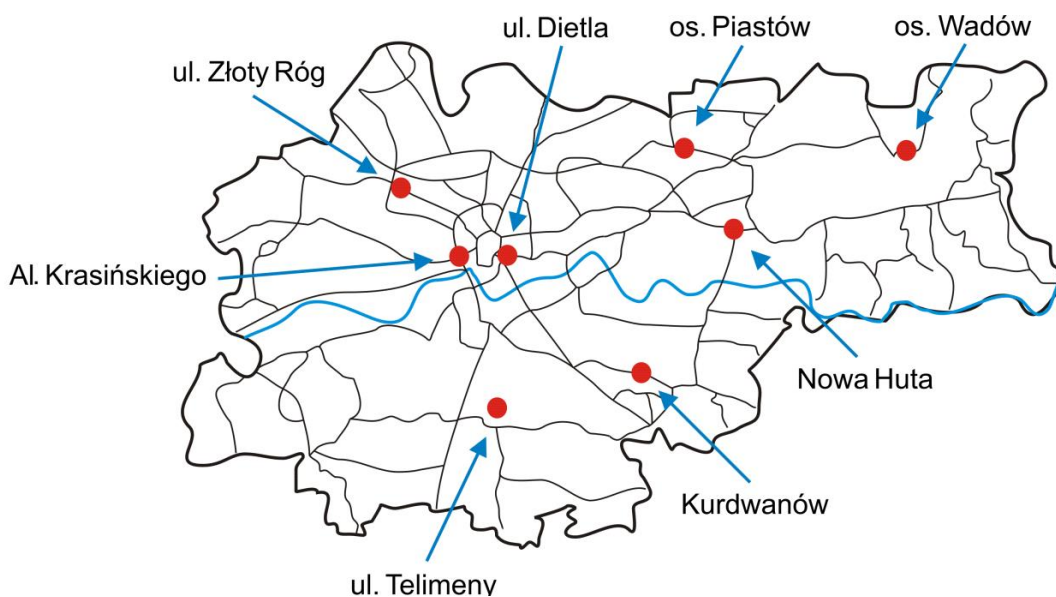 ul. Dietla
os. Piastów
os. Wadów
ul. Złoty Róg
Al. Krasińskiego
Nowa Huta
Kurdwanów
ul. Telimeny